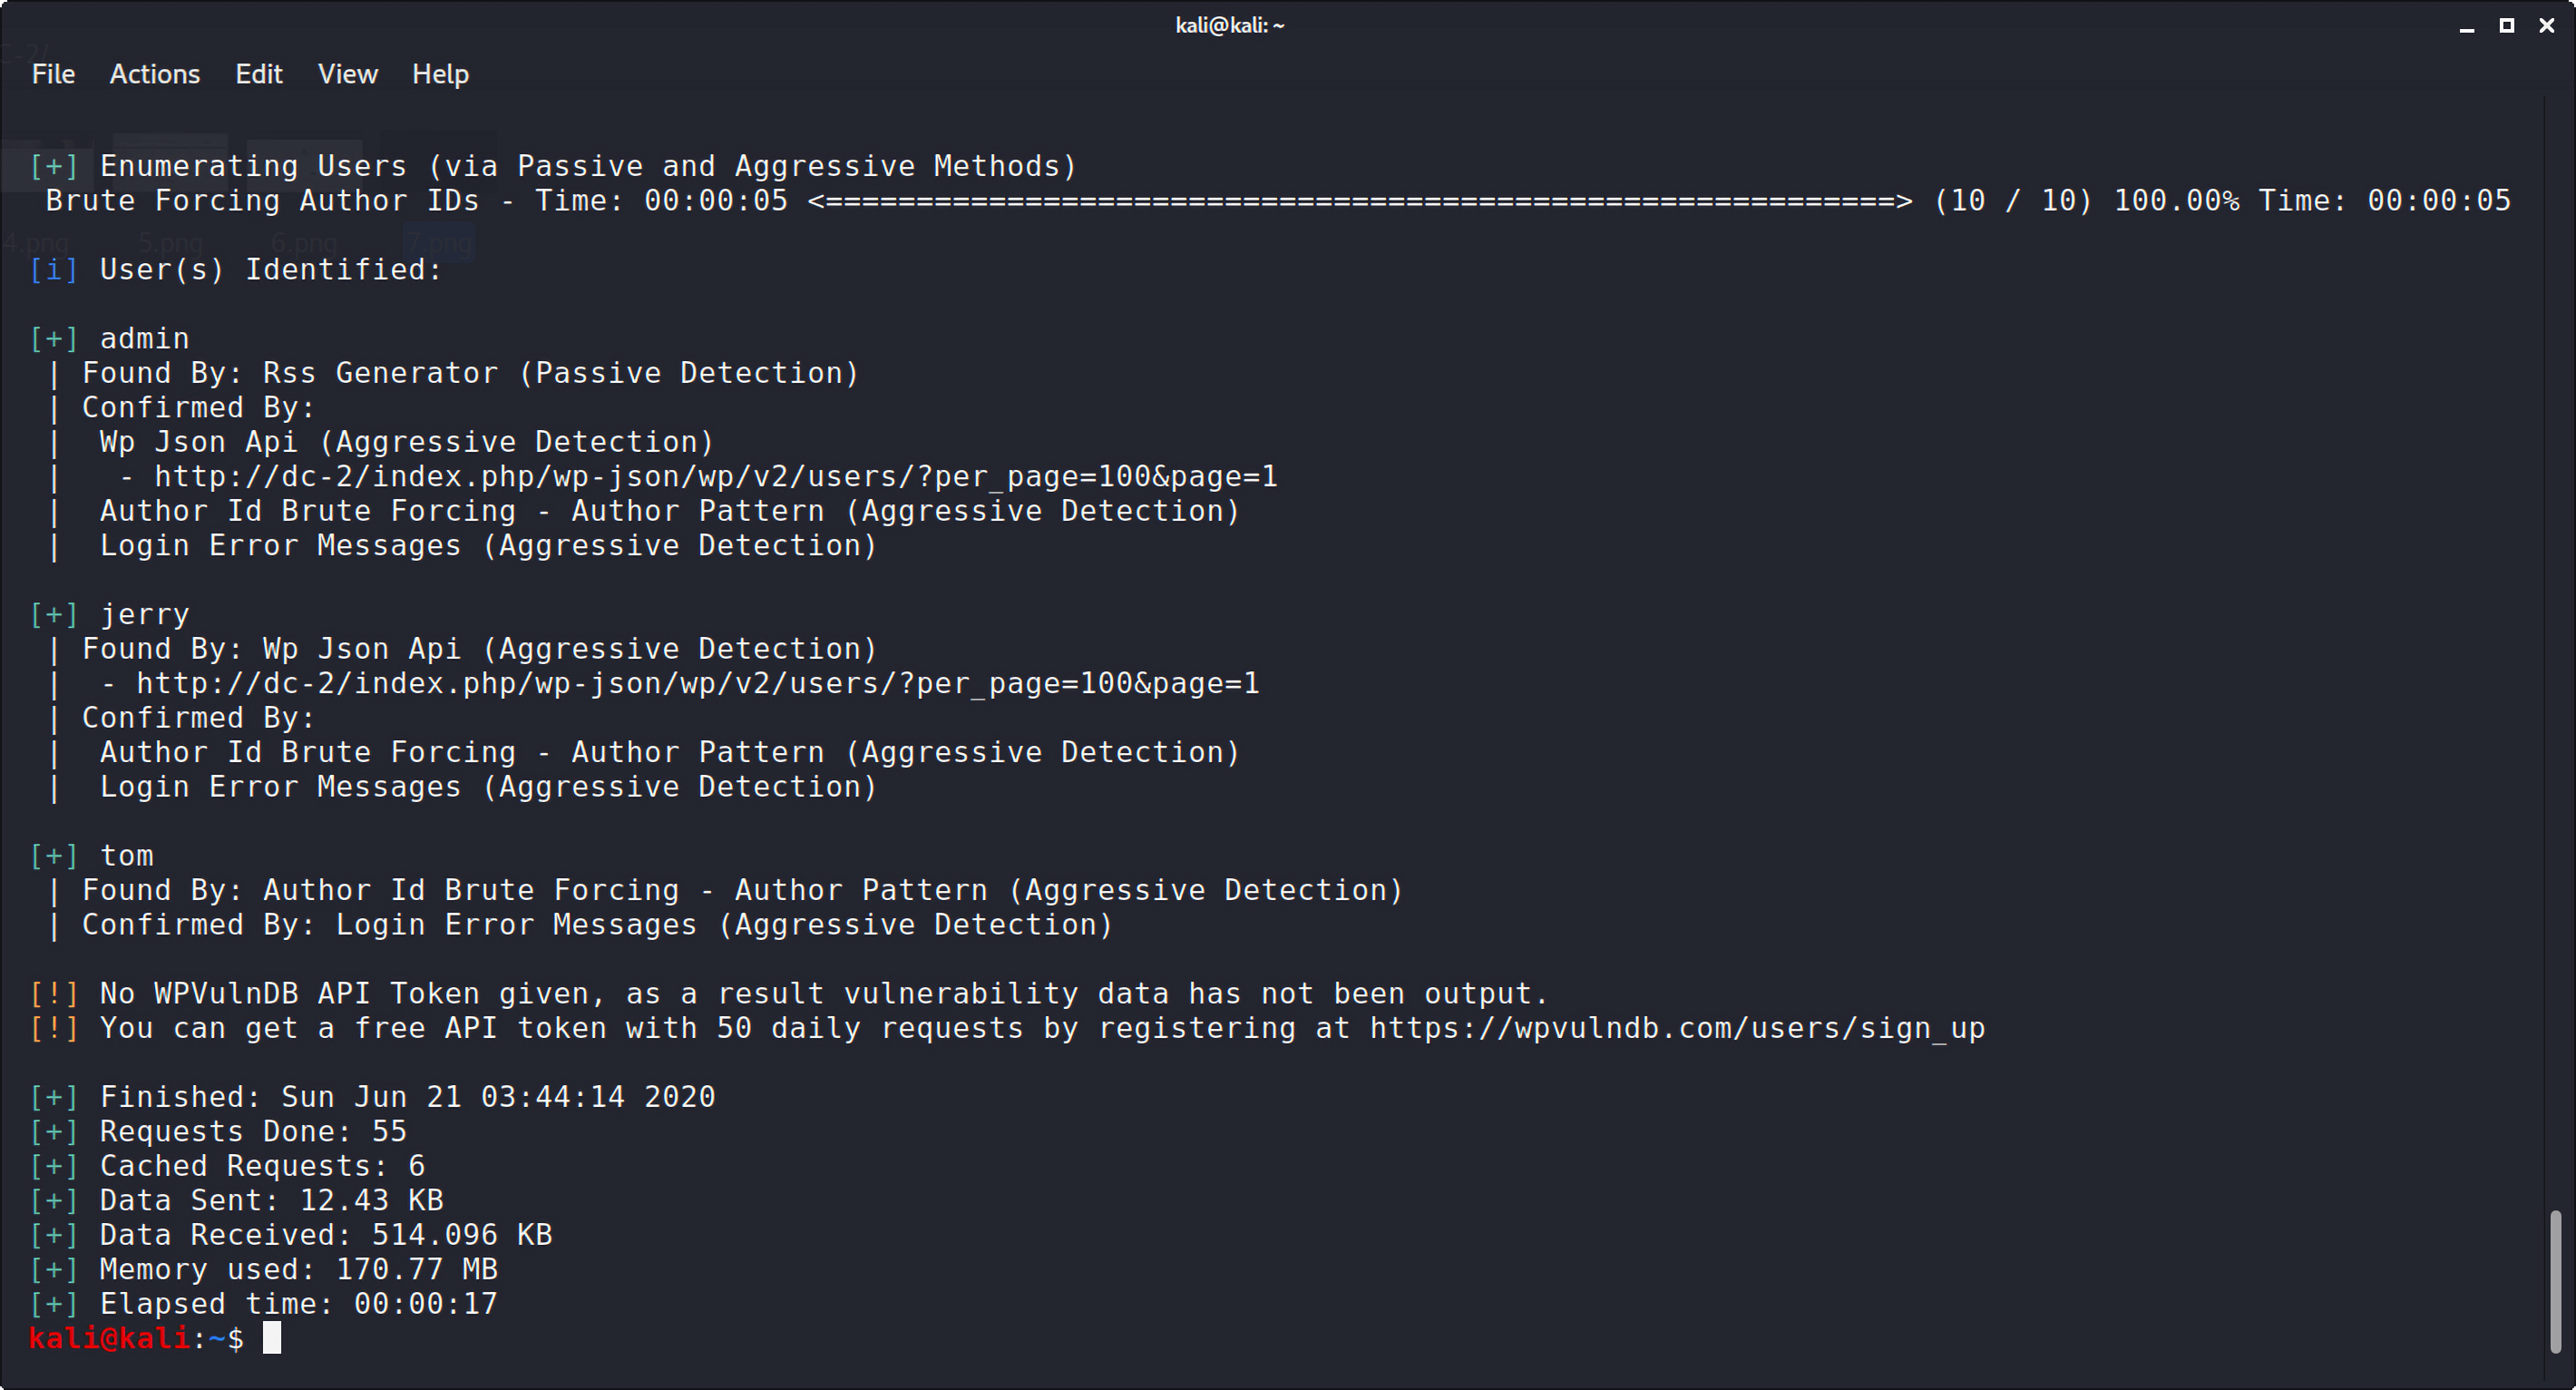 kali@kali: ~
File Actions Edit View Help
[+] Enumerating Users (via Passive and Aggressive Methods)
 Brute Forcing Author IDs - Time: 00:00:05 <===========================================================> (10 / 10) 100.00% Time: 00:00:05
4.png 5.png 6.png 7.png
[i] User(s) Identified:
[+] admin
 | Found By: Rss Generator (Passive Detection)
 | Confirmed By:
 |  Wp Json Api (Aggressive Detection)
 |   - http://dc-2/index.php/wp-json/wp/v2/users/?per_page=100&page=1
 |  Author Id Brute Forcing - Author Pattern (Aggressive Detection)
 |  Login Error Messages (Aggressive Detection)
[+] jerry
 | Found By: Wp Json Api (Aggressive Detection)
 |  - http://dc-2/index.php/wp-json/wp/v2/users/?per_page=100&page=1
 | Confirmed By:
 |  Author Id Brute Forcing - Author Pattern (Aggressive Detection)
 |  Login Error Messages (Aggressive Detection)
[+] tom
 | Found By: Author Id Brute Forcing - Author Pattern (Aggressive Detection)
 | Confirmed By: Login Error Messages (Aggressive Detection)
[!] No WPVulnDB API Token given, as a result vulnerability data has not been output.
[!] You can get a free API token with 50 daily requests by registering at https://wpvulndb.com/users/sign_up
[+] Finished: Sun Jun 21 03:44:14 2020
[+] Requests Done: 55
[+] Cached Requests: 6
[+] Data Sent: 12.43 KB
[+] Data Received: 514.096 KB
[+] Memory used: 170.77 MB
[+] Elapsed time: 00:00:17
kali@kali:~$